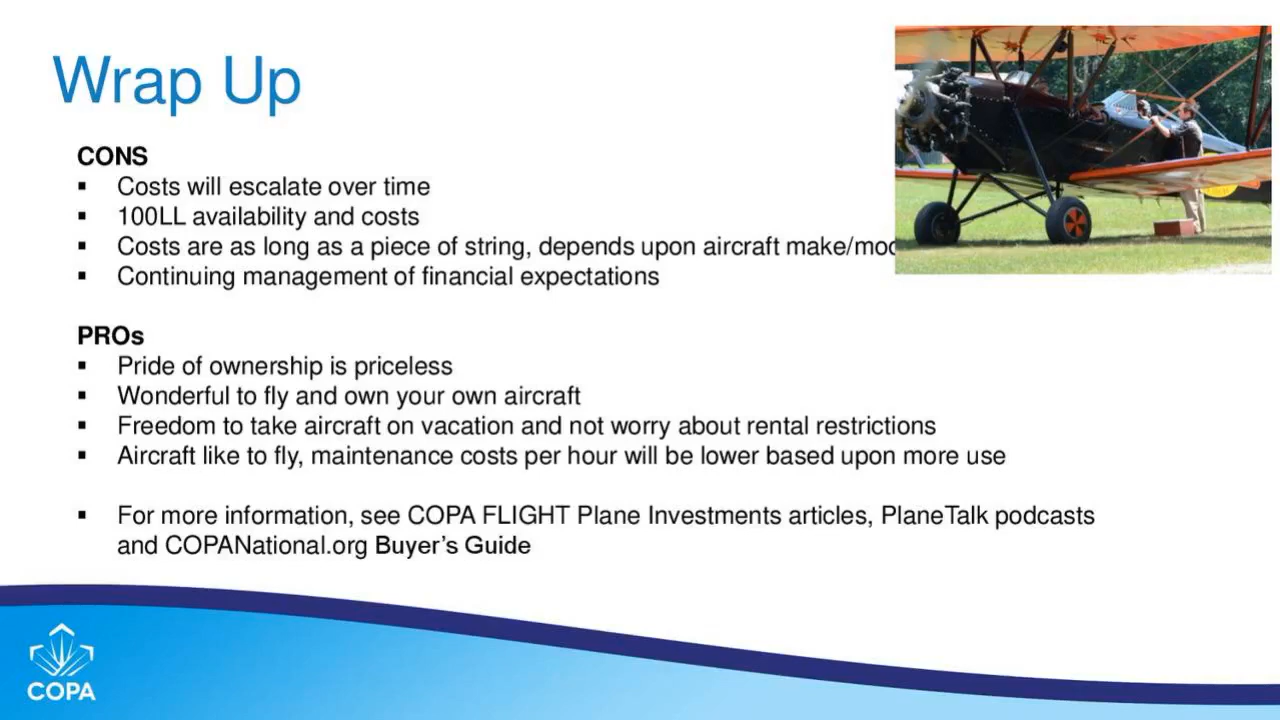 Wrap Up
CONS
▪ Costs will escalate over time
▪ 100LL availability and costs
▪ Costs are as long as a piece of string, depends upon aircraft
▪ Continuing management of financial expectations
PROs
▪ Pride of ownership is priceless
▪ Wonderful to fly and own your own aircraft
▪ Freedom to take aircraft on vacation and not worry about rental restrictions
▪ Aircraft like to fly, maintenance costs per hour will be lower based upon more use
▪ For more information, see COPA FLIGHT Plane Investments articles, PlaneTalk podcasts
and COPANational.org Buyer’s Guide
COPA